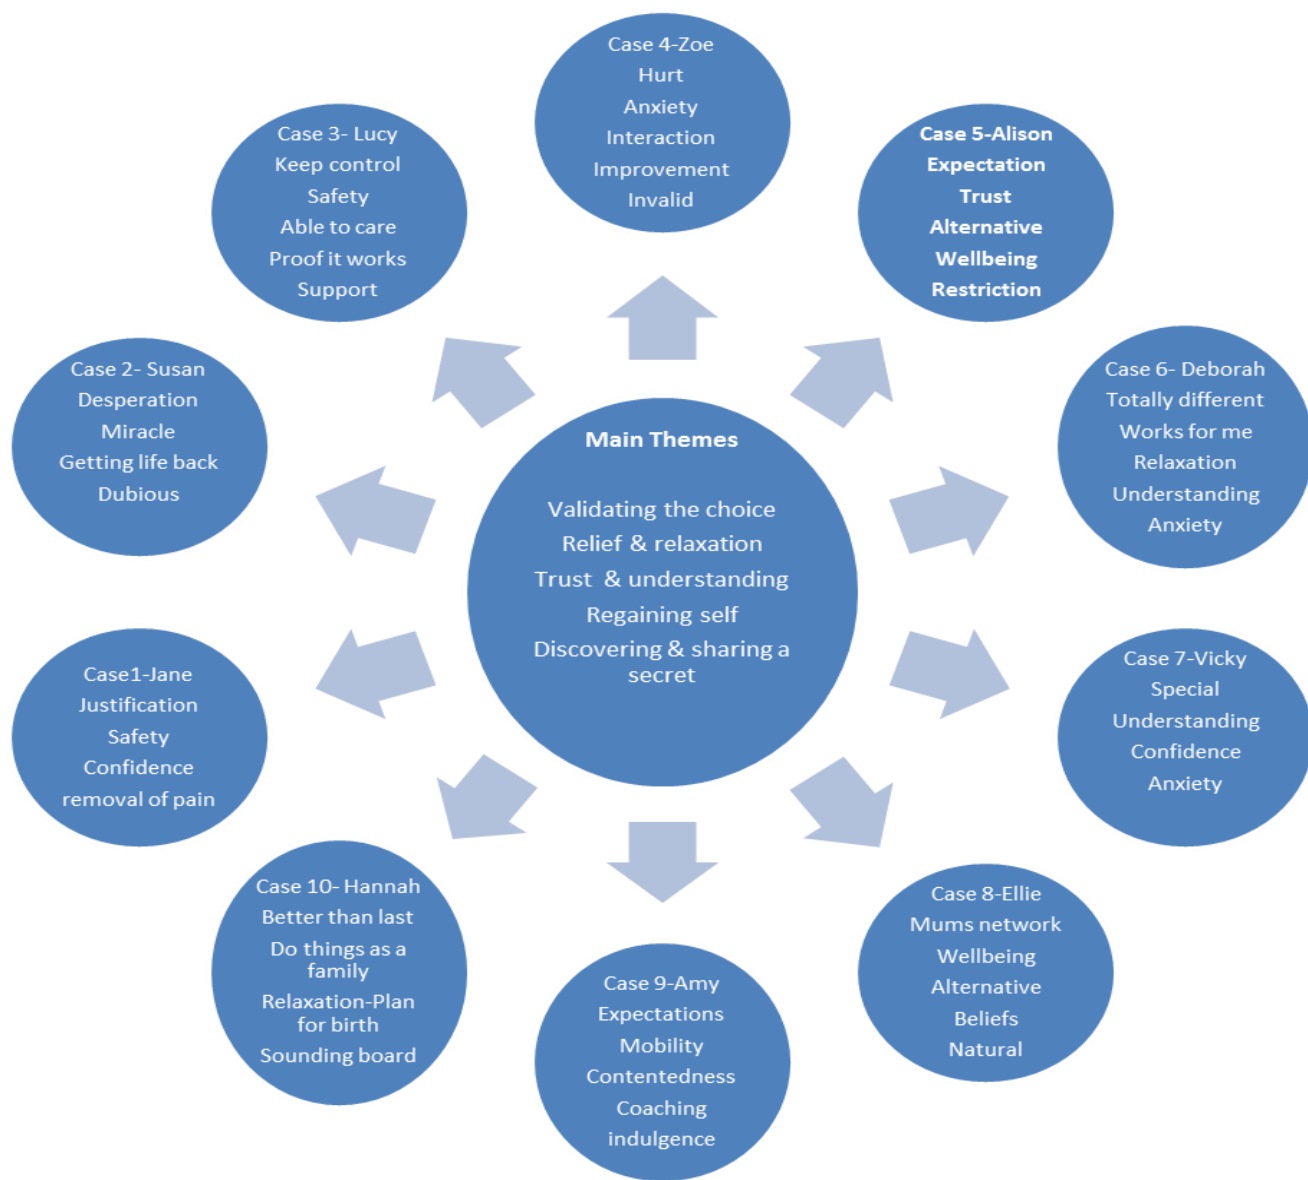 Case 4-Zoe
Hurt
Anxiety
Interaction
Improvement
Invalid
Case 5-Alison
Expectation
Trust
Alternative
Wellbeing
Restriction
Case 6- Deborah
Totally different
Works for me
Relaxation
Understanding
Anxiety
Case 7-Vicky
Special
Understanding
Confidence
Anxiety
Case 8-Ellie
Mums network
Wellbeing
Alternative
Beliefs
Natural
Case 9-Amy
Expectations
Mobility
Contentedness
Coaching
indulgence
Case 10- Hannah
Better than last
Do things as a
family
Relaxation-Plan
for birth
Sounding board
Case1-Jane
Justification
Safety
Confidence
removal of pain
Case 2- Susan
Desperation
Miracle
Getting life back
Dubious
Case 3- Lucy
Keep control
Safety
Able to care
Proof it works
Support
Main Themes
Validating the choice
Relief & relaxation
Trust & understanding
Regaining self
Discovering & sharing a
secret